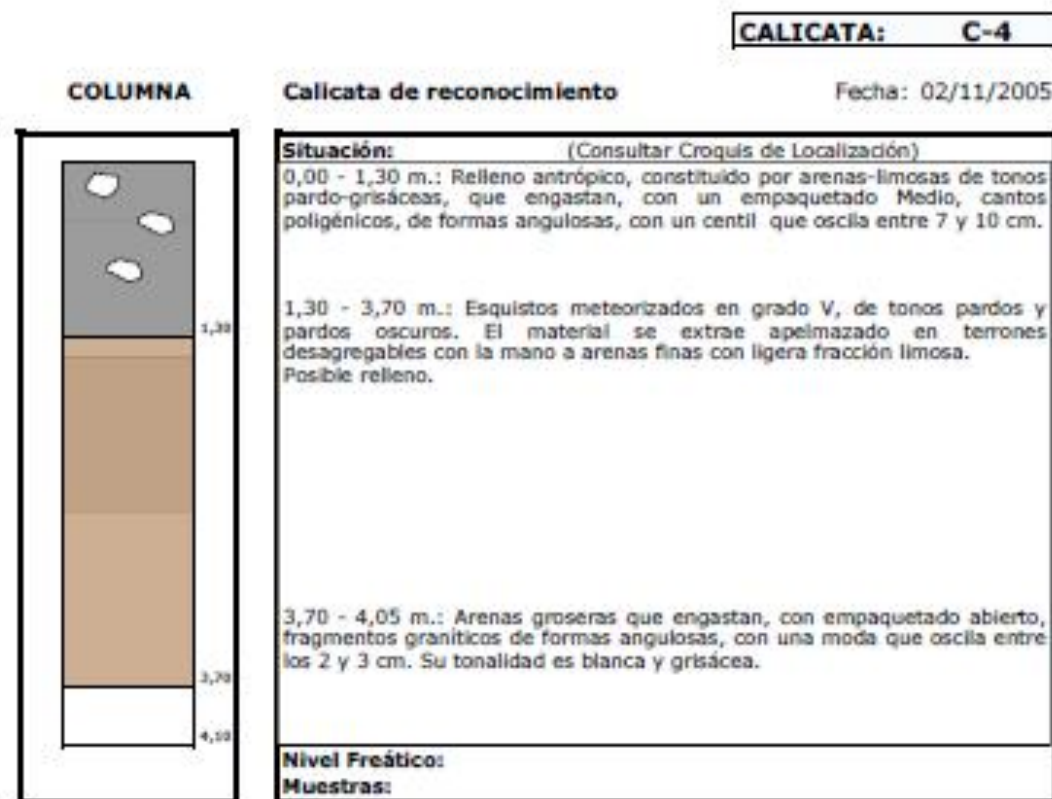 CALICATA: C-4
COLUMNA Calicata de reconocimiento Fecha: 02/11/2005
Situación: (Consultar Croquis de Localización)
0,00 - 1,30 m.: Relleno antrópico, constituido por arenas-limosas de tonos
pardo-grisáceas, que engastan, con un empaquetado Medio, cantos
poligénicos, de formas angulosas, con un centil que oscila entre 7 y 10 cm.
1,30 - 3,70 m.: Esquistos meteorizados en grado V, de tonos pardos y
pardos oscuros. El material se extrae apelmazado en terrones
desagregables con la mano a arenas finas con ligera fracción limosa.
Posible relleno.
1,30
3,70 - 4,05 m.: Arenas groseras que engastan, con empaquetado abierto,
fragmentos graníticos de formas angulosas, con una moda que oscila entre
los 2 y 3 cm. Su tonalidad es blanca y grisácea.
3,70
4,10
Nivel Freático:
Muestras: